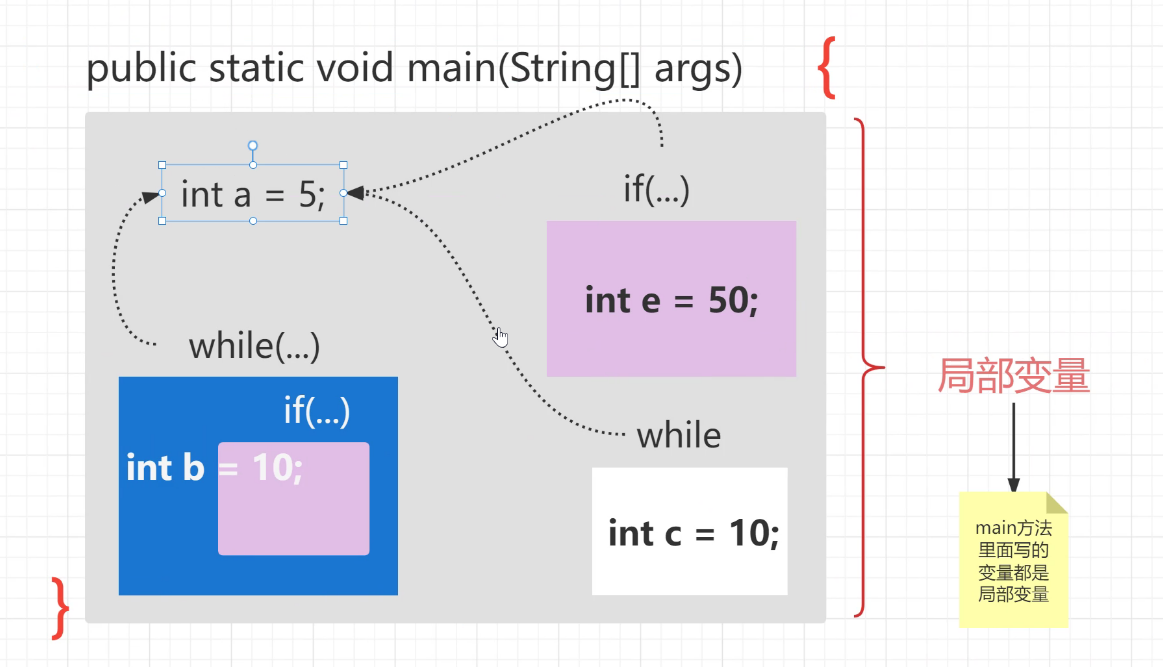 public static void main(String[] args)
{
int a = 5;
if(...)
int e = 50;
while(...)
if(...)
int b = 10;
while
int c = 10;
}
局部变量
main方法
里面写的
变量都是
局部变量